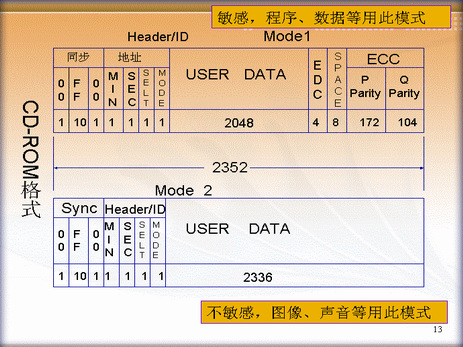 敏感，程序、数据等用此模式
Header/ID Mode1
同步 地址
00 FF 00 MIN SEC SELT MODE USER DATA EDC SPACE ECC
P Parity Q Parity
1 10 1 1 1 1 1 2048 4 8 172 104
CD-ROM格式
2352
Mode 2
Sync Header/ID
00 FF 00 MIN SEC SELT MODE USER DATA
1 10 1 1 1 1 1 2336
不敏感，图像、声音等用此模式
13